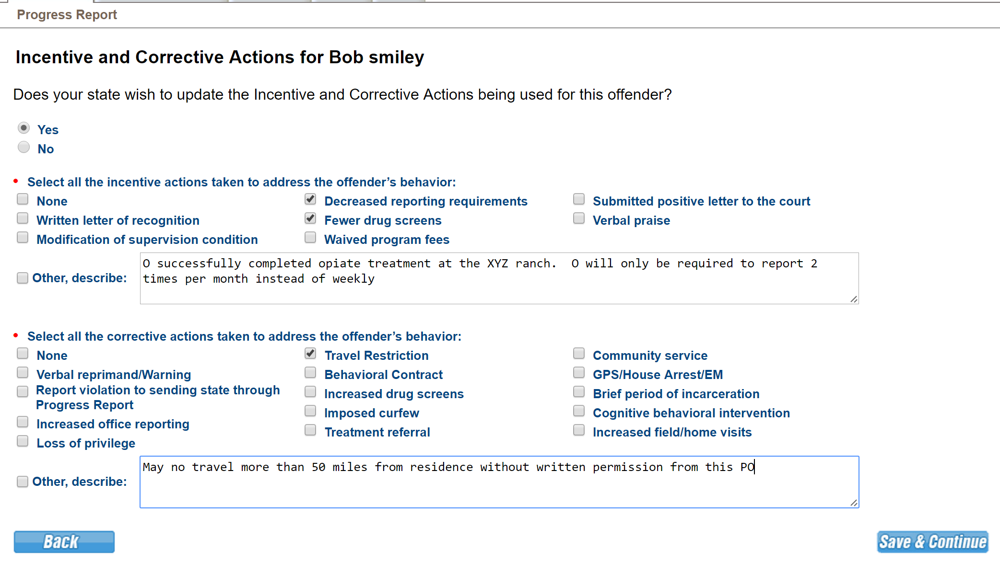 Progress Report
Incentive and Corrective Actions for Bob smiley
Does your state wish to update the Incentive and Corrective Actions being used for this offender?
Yes
No
• Select all the incentive actions taken to address the offender’s behavior:
None
Decreased reporting requirements
Submitted positive letter to the court
Written letter of recognition
Fewer drug screens
Verbal praise
Modification of supervision condition
Waived program fees
Other, describe:
O successfully completed opiate treatment at the XYZ ranch.  O will only be required to report 2
times per month instead of weekly
• Select all the corrective actions taken to address the offender’s behavior:
None
Travel Restriction
Community service
Verbal reprimand/Warning
Behavioral Contract
GPS/House Arrest/EM
Report violation to sending state through
Progress Report
Increased drug screens
Brief period of incarceration
Imposed curfew
Cognitive behavioral intervention
Increased office reporting
Treatment referral
Increased field/home visits
Loss of privilege
Other, describe:
May no travel more than 50 miles from residence without written permission from this PO
Back
Save & Continue